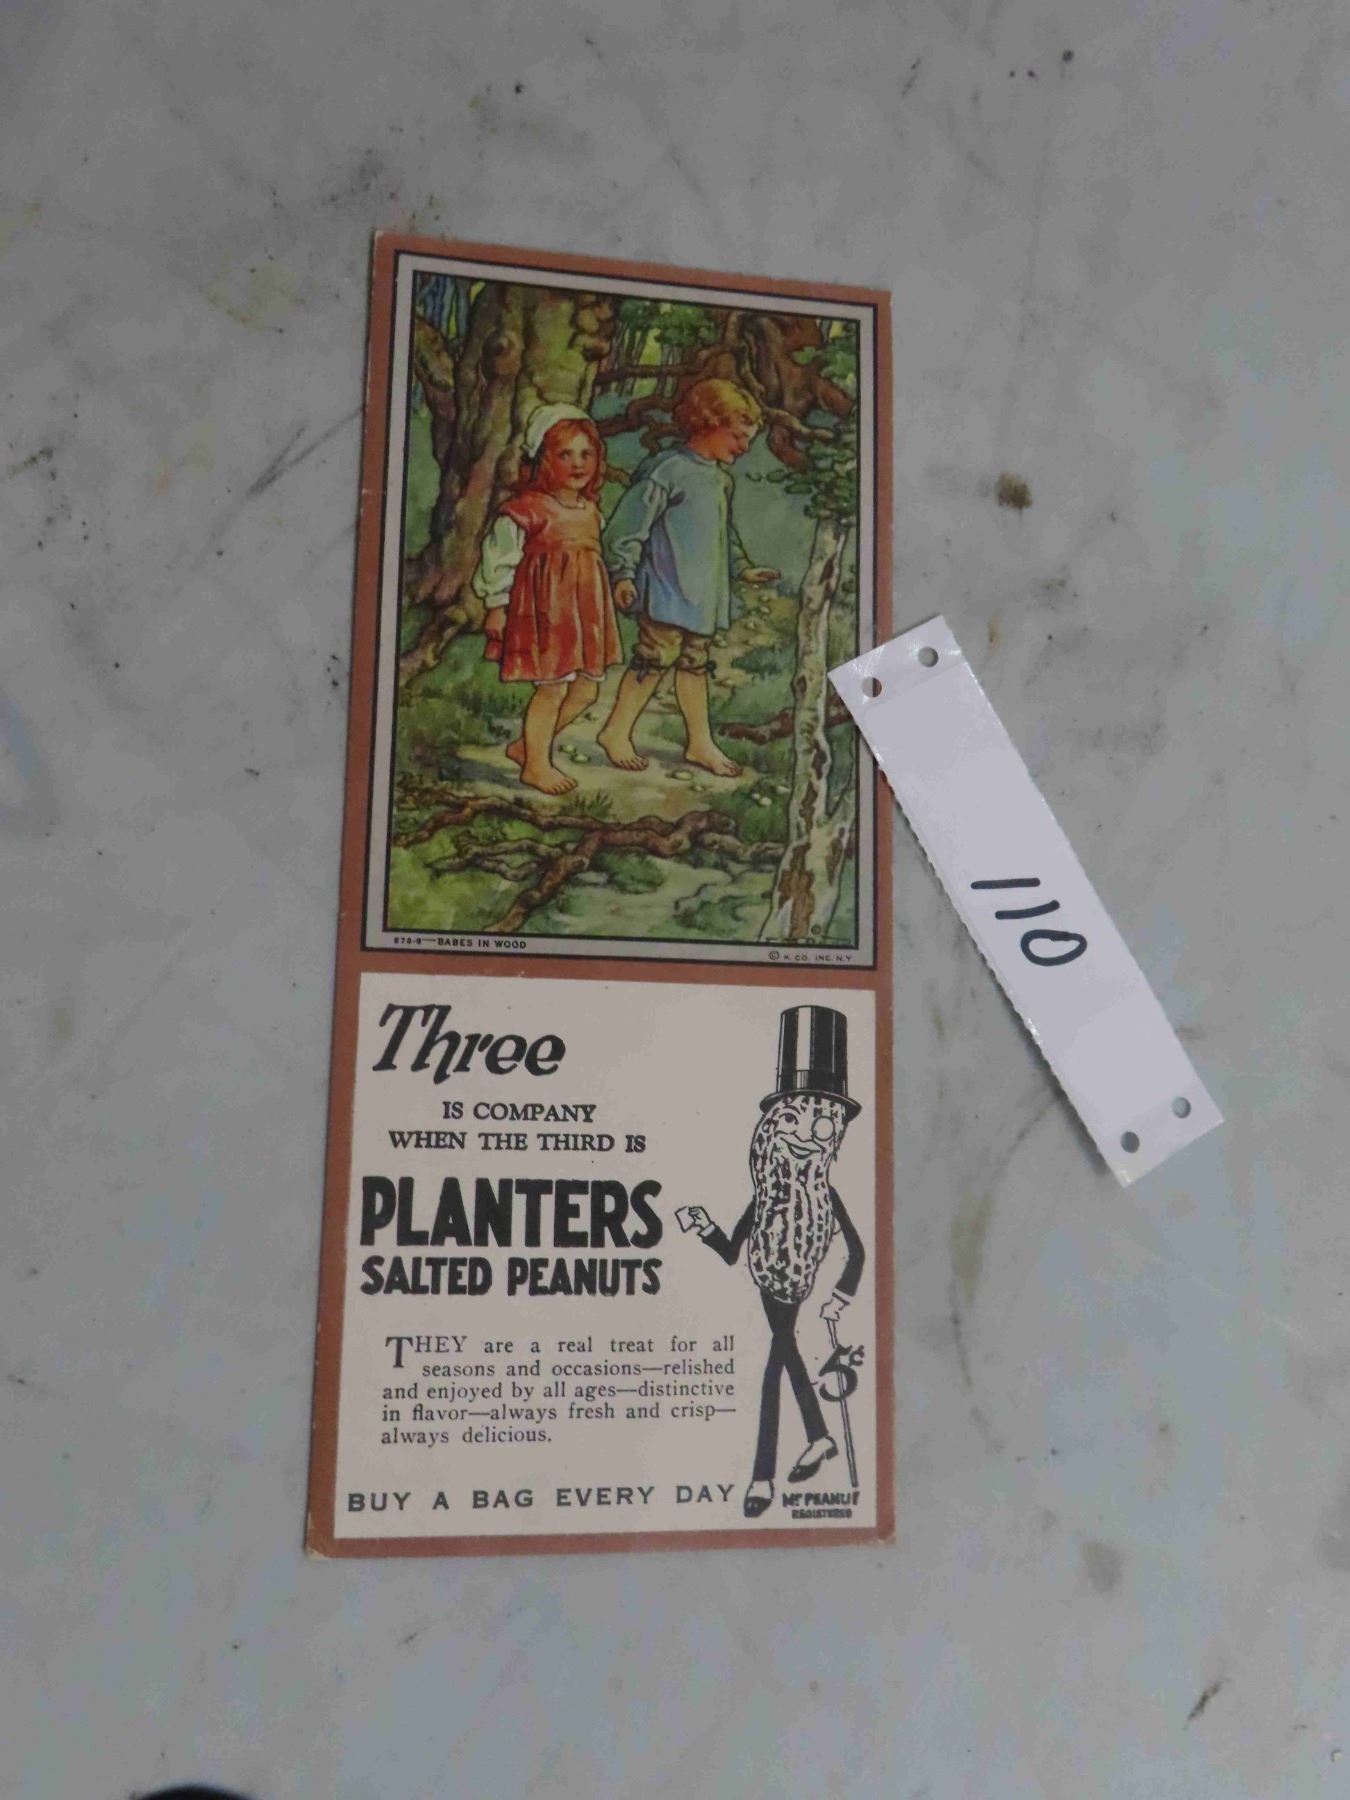 BABES IN WOOD
© K. CO. INC. N.Y
Three
IS COMPANY
WHEN THE THIRD IS
PLANTERS
SALTED PEANUTS
THEY are a real treat for all
seasons and occasions—relished
and enjoyed by all ages—distinctive
in flavor—always fresh and crisp—
always delicious.
5¢
BUY A BAG EVERY DAY
Mr PEANUT
REGISTERED
110